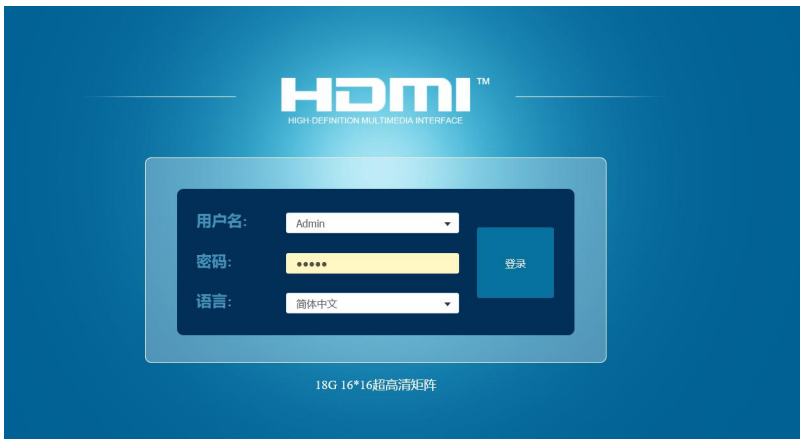 HDMI™
HIGH-DEFINITION MULTIMEDIA INTERFACE
用户名: Admin
密码: •••••
登录
语言: 简体中文
18G 16*16超高清矩阵